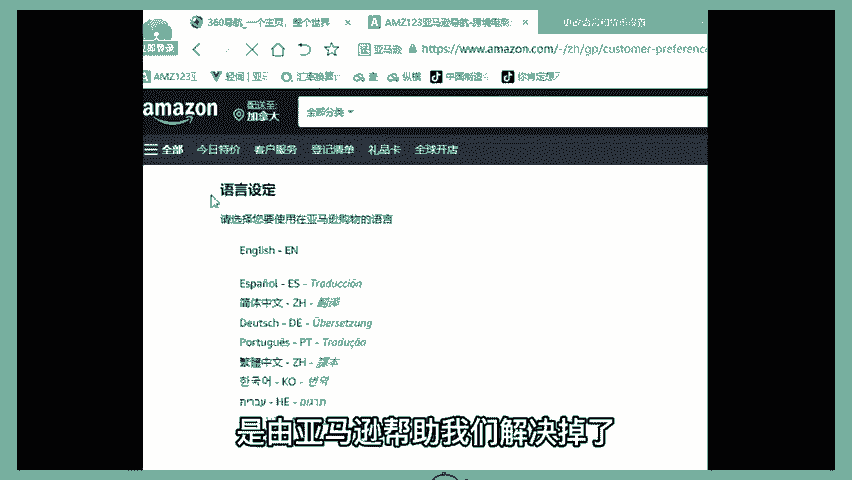 360导航_一个主页，整个世界
AMZ123亚马逊导航-跨境电商
立即登录
亚马逊 https://www.amazon.com/-/zh/gp/customer-preference
AMZ123亚
轻阅 | 亚
汇率换算
壹
纵横
中国制造
你肯定想不
amazon
配送至:
加拿大
全部分类
全部 今日特价 客户服务 登记清单 礼品卡 全球开店
语言设定
请选择您要使用在亚马逊购物的语言
English - EN
Español - ES - Traducción
简体中文 - ZH - 翻译
Deutsch - DE - Übersetzung
Português - PT - Tradução
繁體中文 - ZH - 譯本
한국어 - KO - 번역
עברית - HE - תרגום
是由亚马逊帮助我们解决掉了